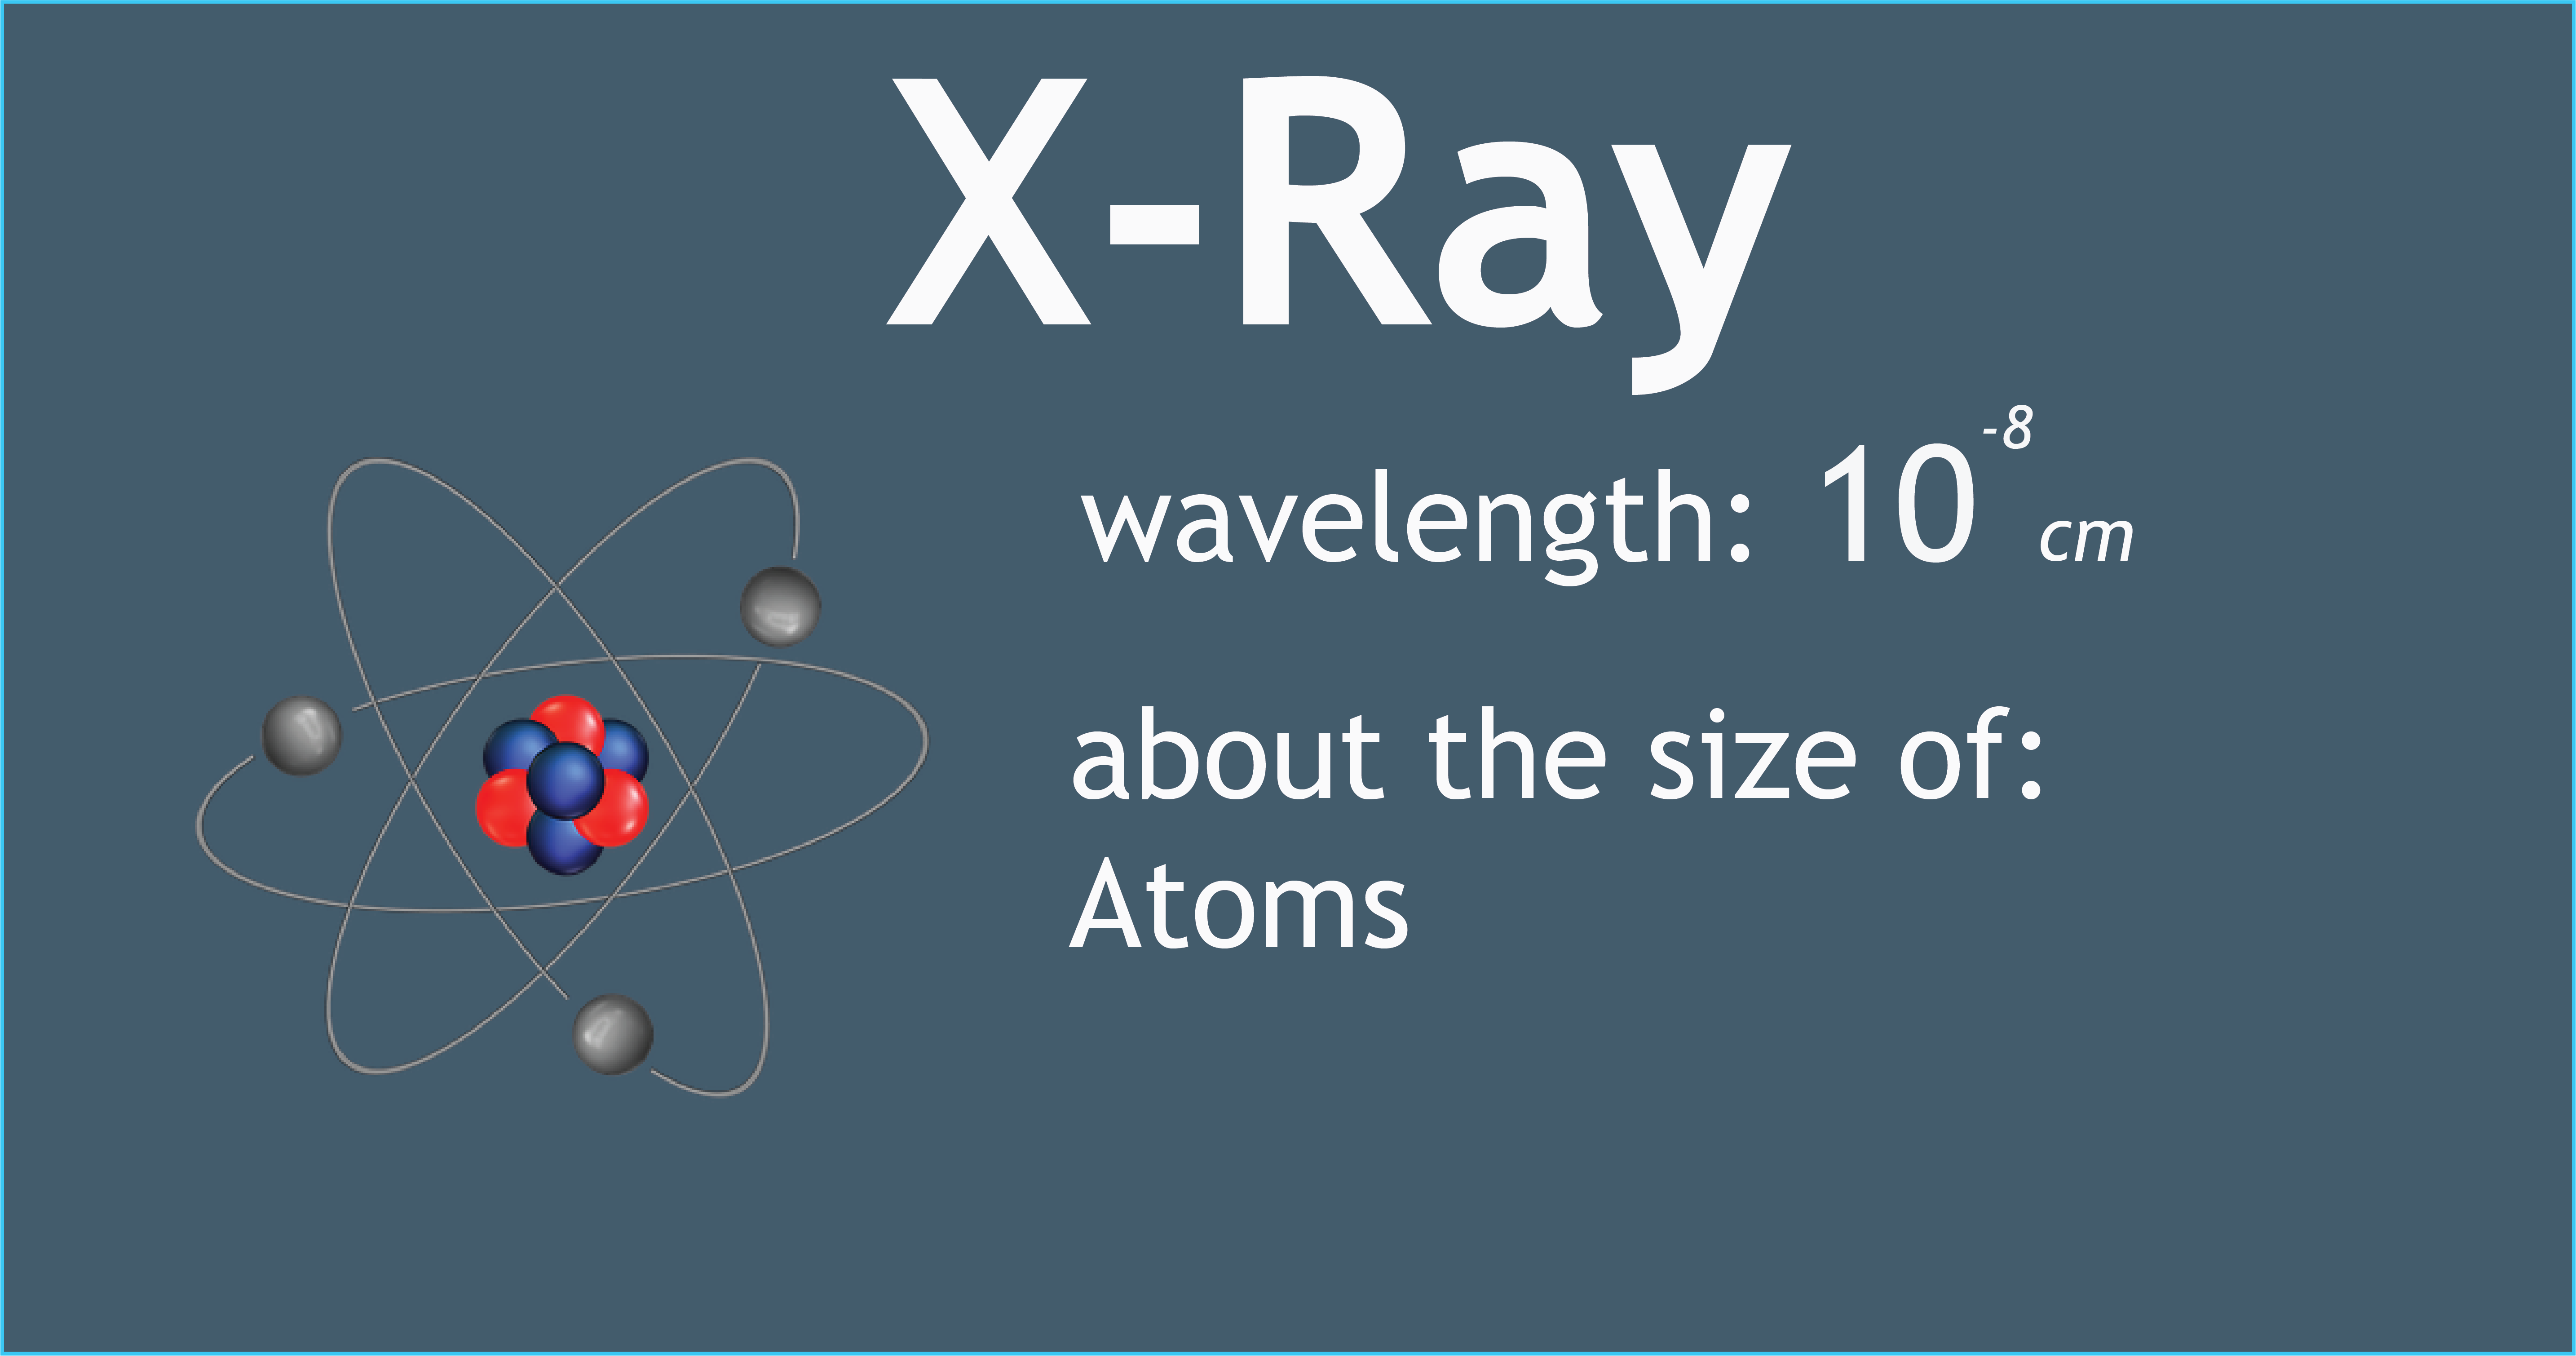 X-Ray
wavelength: 10⁻⁸ cm
about the size of:
Atoms